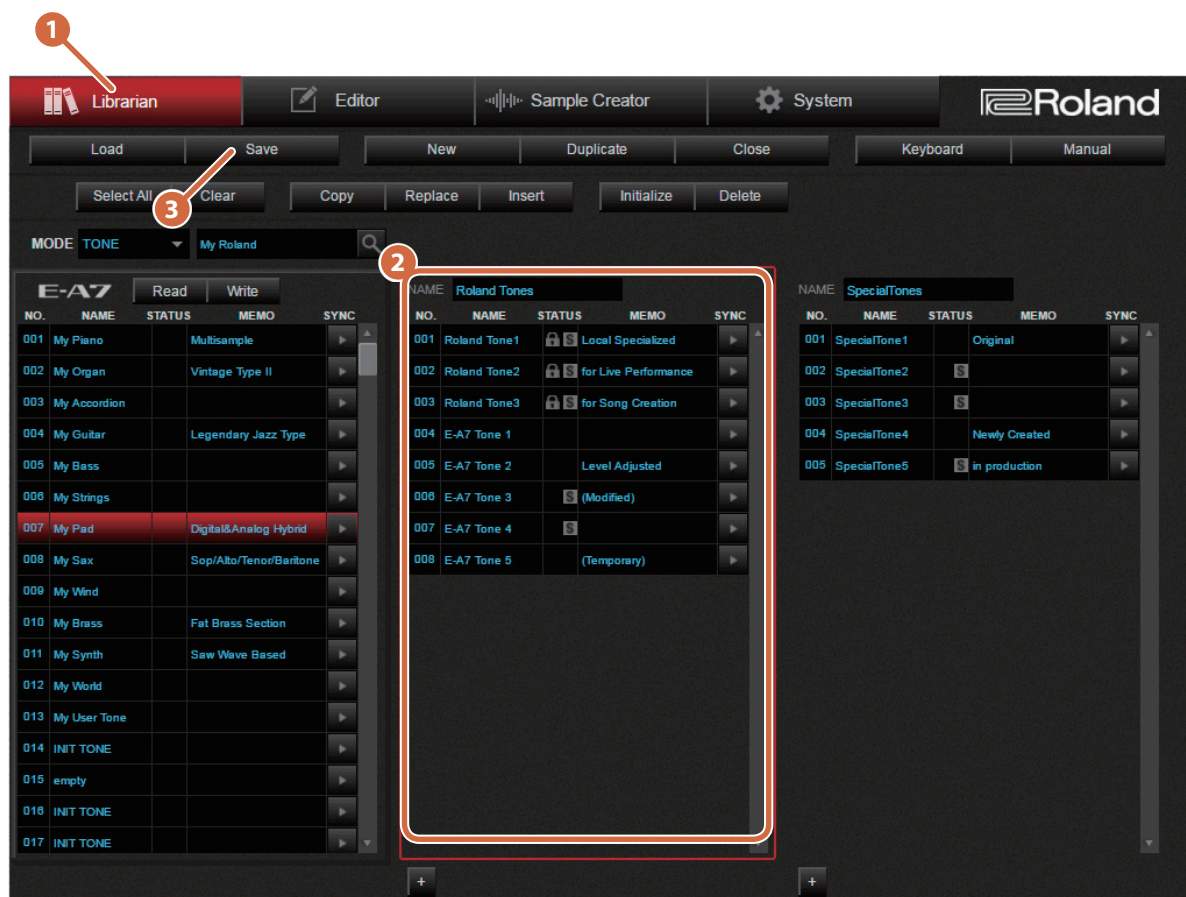 1
Librarian Editor Sample Creator System Roland
Load Save New Duplicate Close Keyboard Manual
3
Select All Clear Copy Replace Insert Initialize Delete
MODE TONE My Roland
2
E-A7 Read Write
NO. NAME STATUS MEMO SYNC
001 My Piano Multisample
002 My Organ Vintage Type II
003 My Accordion
004 My Guitar Legendary Jazz Type
005 My Bass
006 My Strings
007 My Pad Digital&Analog Hybrid
008 My Sax Sop/Alto/Tenor/Baritone
009 My Wind
010 My Brass Fat Brass Section
011 My Synth Saw Wave Based
012 My World
013 My User Tone
014 INIT TONE
015 empty
016 INIT TONE
017 INIT TONE
NAME Roland Tones
NO. NAME STATUS MEMO SYNC
001 Roland Tone1 S Local Specialized
002 Roland Tone2 S for Live Performance
003 Roland Tone3 S for Song Creation
004 E-A7 Tone 1
005 E-A7 Tone 2 Level Adjusted
006 E-A7 Tone 3 S (Modified)
007 E-A7 Tone 4 S
008 E-A7 Tone 5 (Temporary)
+
NAME SpecialTones
NO. NAME STATUS MEMO SYNC
001 SpecialTone1 Original
002 SpecialTone2 S
003 SpecialTone3 S
004 SpecialTone4 Newly Created
005 SpecialTone5 S in production
+